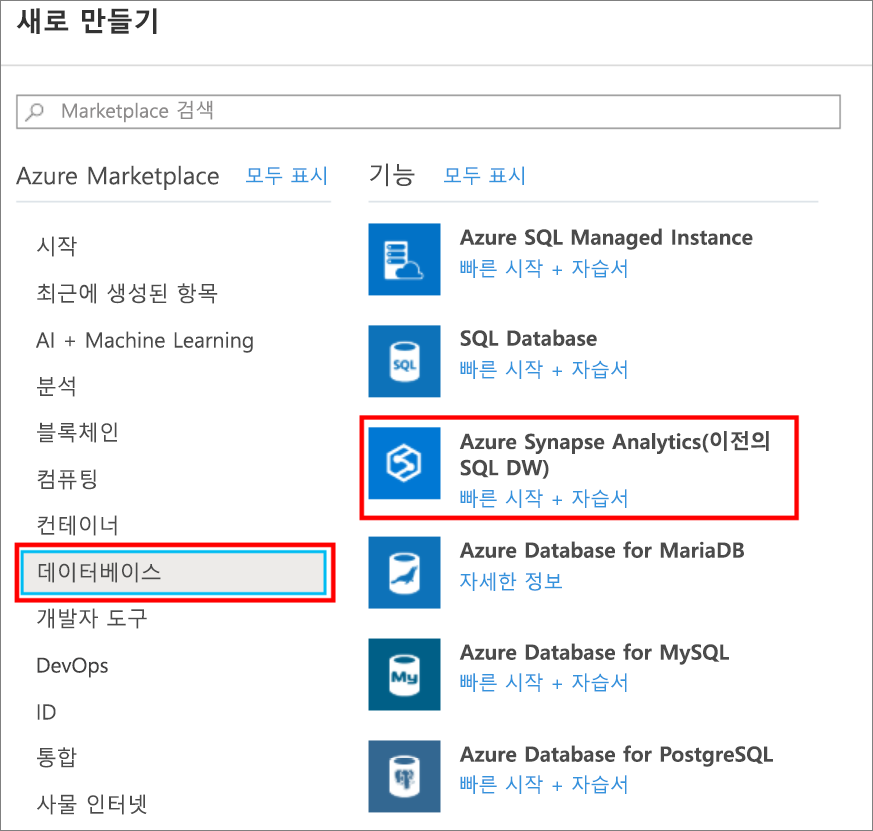 새로 만들기
Marketplace 검색
Azure Marketplace 모두 표시
시작
최근에 생성된 항목
AI + Machine Learning
분석
블록체인
컴퓨팅
컨테이너
데이터베이스
개발자 도구
DevOps
ID
통합
사물 인터넷
기능 모두 표시
Azure SQL Managed Instance
빠른 시작 + 자습서
SQL
SQL Database
빠른 시작 + 자습서
Azure Synapse Analytics(이전의
SQL DW)
빠른 시작 + 자습서
Azure Database for MariaDB
자세한 정보
My
Azure Database for MySQL
빠른 시작 + 자습서
Azure Database for PostgreSQL
빠른 시작 + 자습서